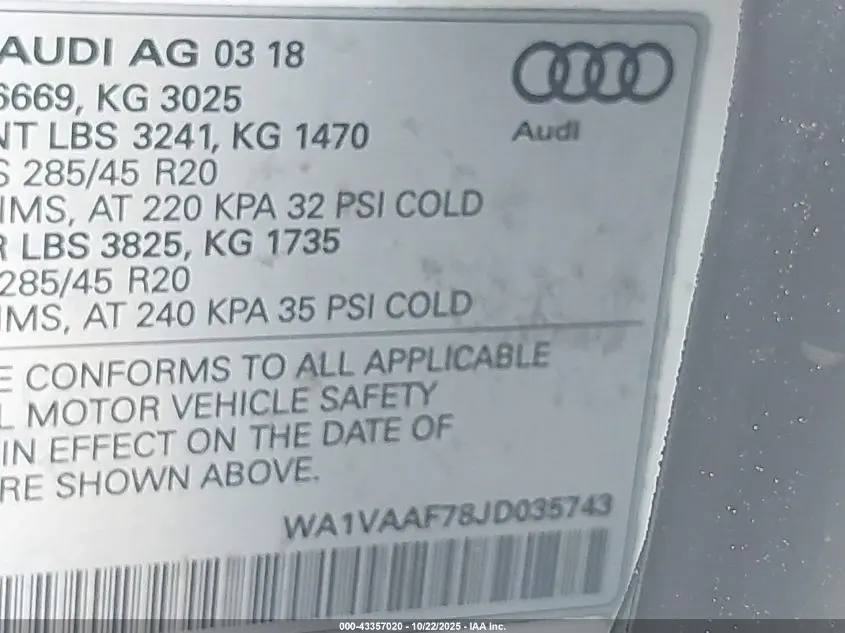 AUDI AG 03 18
6669, KG 3025
NT LBS 3241, KG 1470
S 285/45 R20
IMS, AT 220 KPA 32 PSI COLD
R LBS 3825, KG 1735
285/45 R20
IMS, AT 240 KPA 35 PSI COLD
Audi
E CONFORMS TO ALL APPLICABLE
L MOTOR VEHICLE SAFETY
IN EFFECT ON THE DATE OF
RE SHOWN ABOVE.
WA1VAAF78JD035743
000-43357020 - 10/22/2025 - IAA Inc.